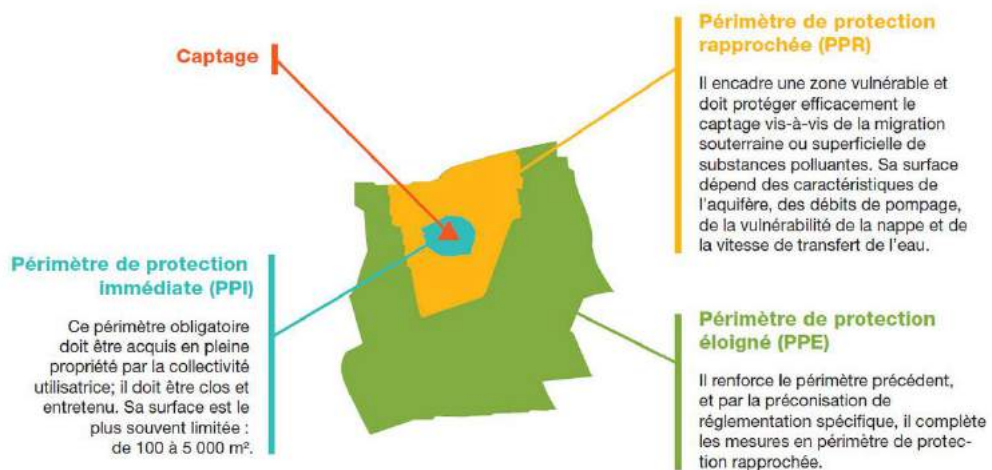 Captage
Périmètre de protection
rapprochée (PPR)
Il encadre une zone vulnérable et
doit protéger efficacement le
captage vis-à-vis de la migration
souterraine ou superficielle de
substances polluantes. Sa surface
dépend des caractéristiques de
l'aquifère, des débits de pompage,
de la vulnérabilité de la nappe et de
la vitesse de transfert de l'eau.
Périmètre de protection
immédiate (PPI)
Ce périmètre obligatoire
doit être acquis en pleine
propriété par la collectivité
utilisatrice; il doit être clos et
entretenu. Sa surface est le
plus souvent limitée :
de 100 à 5 000 m².
Périmètre de protection
éloigné (PPE)
Il renforce le périmètre précédent,
et par la préconisation de
réglementation spécifique, il complète
les mesures en périmètre de protec-
tion rapprochée.